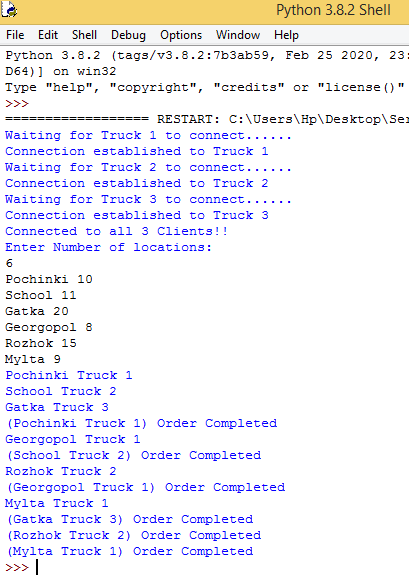 Python 3.8.2 Shell
File Edit Shell Debug Options Window Help
Python 3.8.2 (tags/v3.8.2:7b3ab59, Feb 25 2020, 23:
D64)] on win32
Type "help", "copyright", "credits" or "license()"
>>>
================== RESTART: C:\Users\Hp\Desktop\Ser
Waiting for Truck 1 to connect......
Connection established to Truck 1
Waiting for Truck 2 to connect......
Connection established to Truck 2
Waiting for Truck 3 to connect......
Connection established to Truck 3
Connected to all 3 Clients!!
Enter Number of locations:
6
Pochinki 10
School 11
Gatka 20
Georgopol 8
Rozhok 15
Mylta 9
Pochinki Truck 1
School Truck 2
Gatka Truck 3
(Pochinki Truck 1) Order Completed
Georgopol Truck 1
(School Truck 2) Order Completed
Rozhok Truck 2
(Georgopol Truck 1) Order Completed
Mylta Truck 1
(Gatka Truck 3) Order Completed
(Rozhok Truck 2) Order Completed
(Mylta Truck 1) Order Completed
>>>